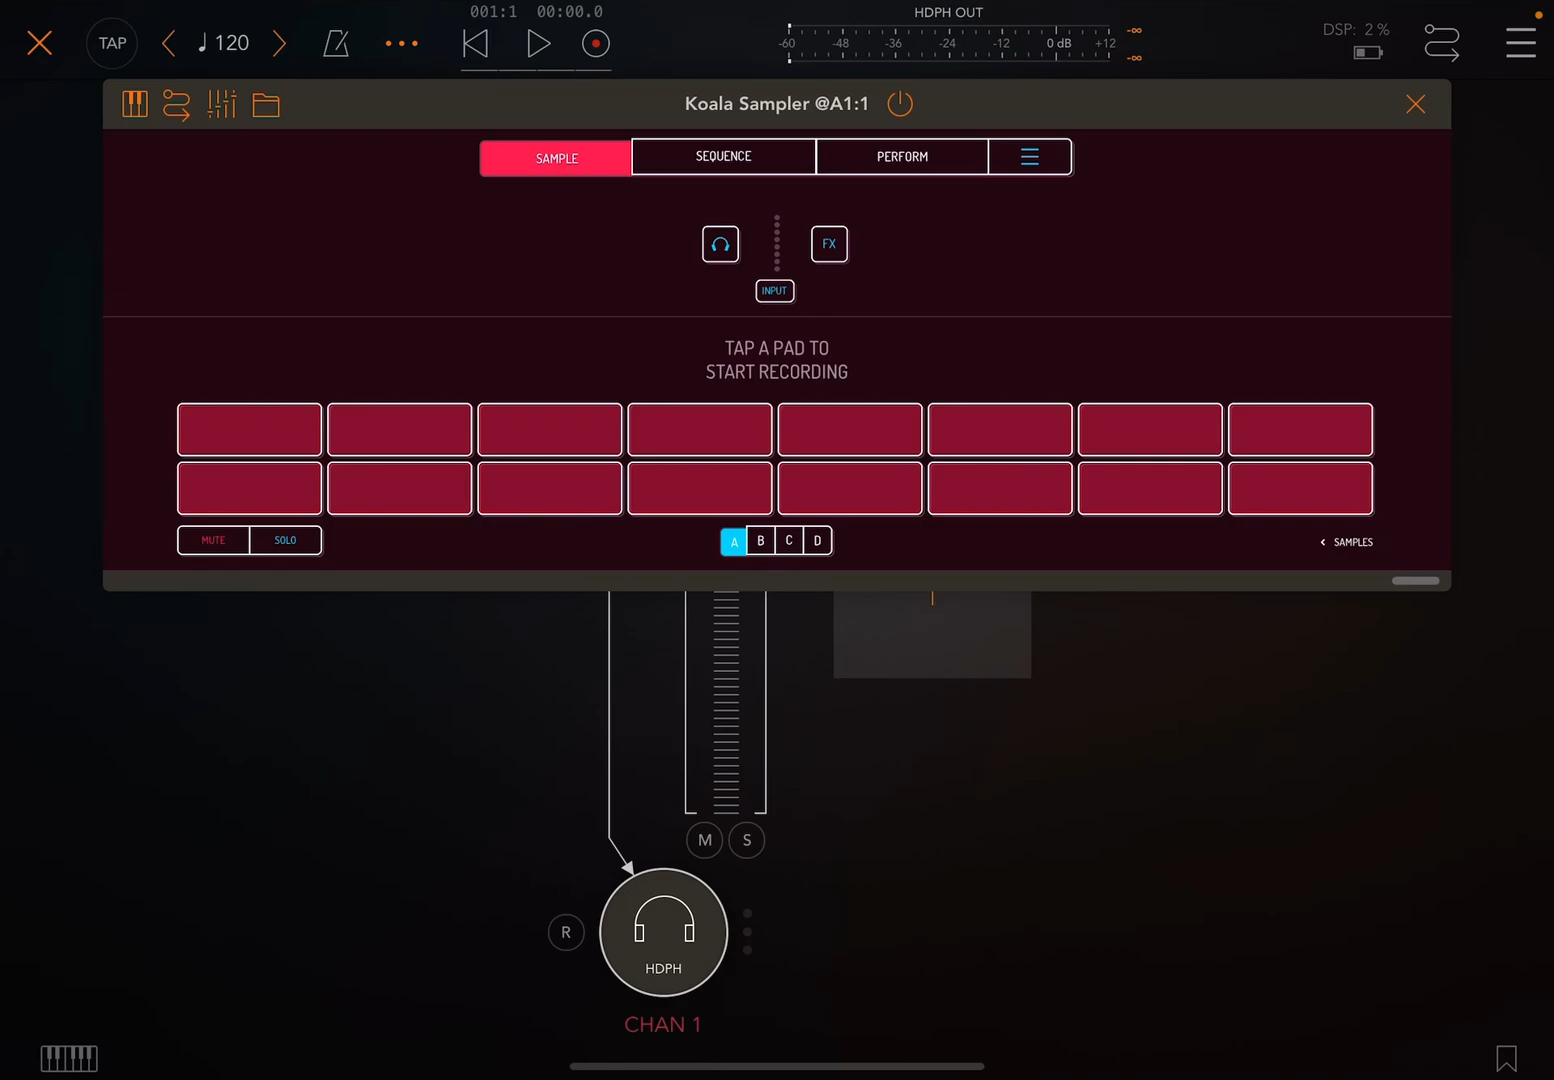 001:1 00:00.0
HDPH OUT
TAP
♩ 120
-60 -48 -36 -24 -12 0 dB +12
-∞
-∞
DSP: 2 %
Koala Sampler @A1:1
SAMPLE SEQUENCE PERFORM
FX
INPUT
TAP A PAD TO
START RECORDING
MUTE SOLO A B C D < SAMPLES
M S
R
HDPH
CHAN 1